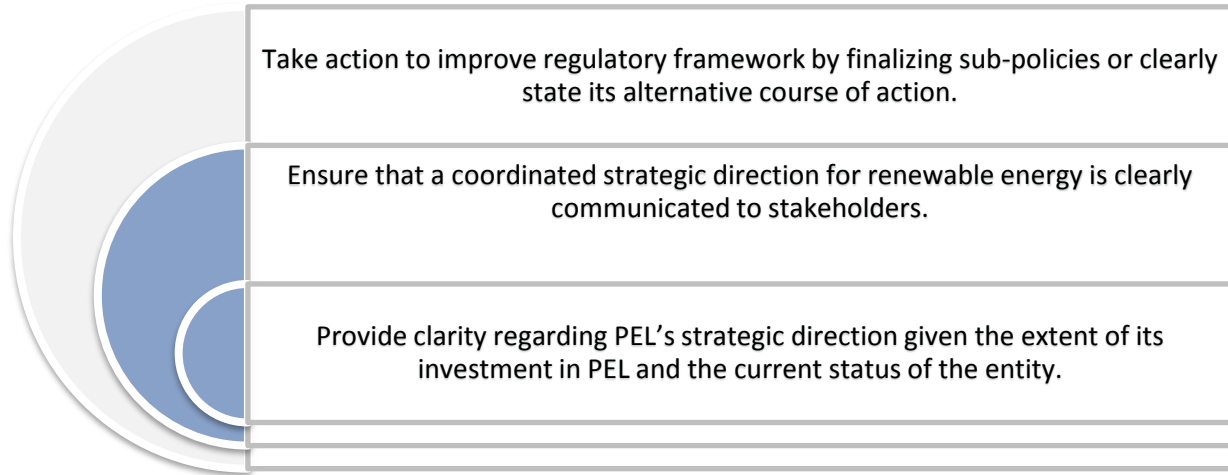 Take action to improve regulatory framework by finalizing sub-policies or clearly
state its alternative course of action.
Ensure that a coordinated strategic direction for renewable energy is clearly
communicated to stakeholders.
Provide clarity regarding PEL’s strategic direction given the extent of its
investment in PEL and the current status of the entity.